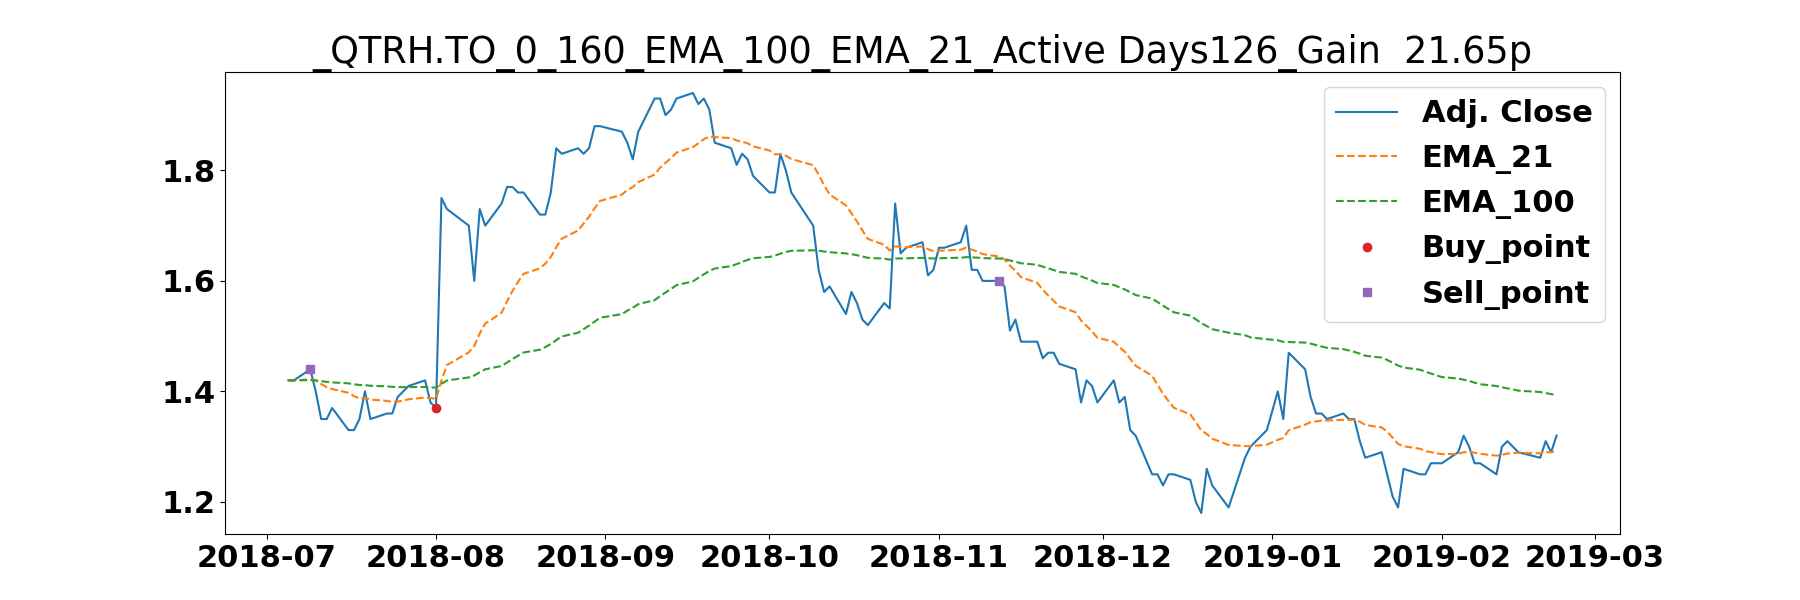 _QTRH.TO_0_160_EMA_100_EMA_21_Active Days126_Gain  21.65p
Adj. Close
EMA_21
EMA_100
Buy_point
Sell_point
1.8
1.6
1.4
1.2
2018-07 2018-08 2018-09 2018-10 2018-11 2018-12 2019-01 2019-02 2019-03